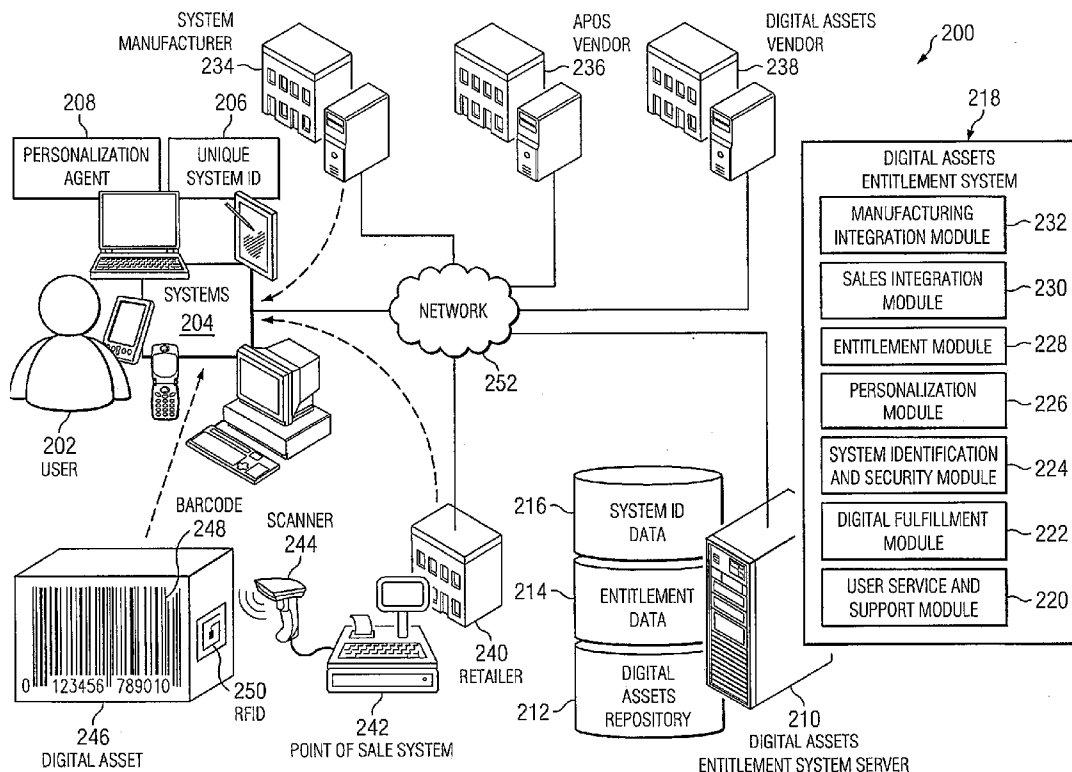 SYSTEM
MANUFACTURER
234
APOS
VENDOR
236
DIGITAL ASSETS
VENDOR
238
200
208
206
PERSONALIZATION
AGENT
UNIQUE
SYSTEM ID
SYSTEMS
204
202
USER
NETWORK
252
218
DIGITAL ASSETS
ENTITLEMENT SYSTEM
MANUFACTURING
INTEGRATION MODULE
232
SALES INTEGRATION
MODULE
230
ENTITLEMENT MODULE
228
PERSONALIZATION
MODULE
226
SYSTEM IDENTIFICATION
AND SECURITY MODULE
224
DIGITAL FULFILLMENT
MODULE
222
USER SERVICE AND
SUPPORT MODULE
220
BARCODE
248
SCANNER
244
0 123456 789010
250
RFID
246
DIGITAL ASSET
242
POINT OF SALE SYSTEM
240
RETAILER
216
SYSTEM ID
DATA
214
ENTITLEMENT
DATA
212
DIGITAL
ASSETS
REPOSITORY
210
DIGITAL ASSETS
ENTITLEMENT SYSTEM SERVER